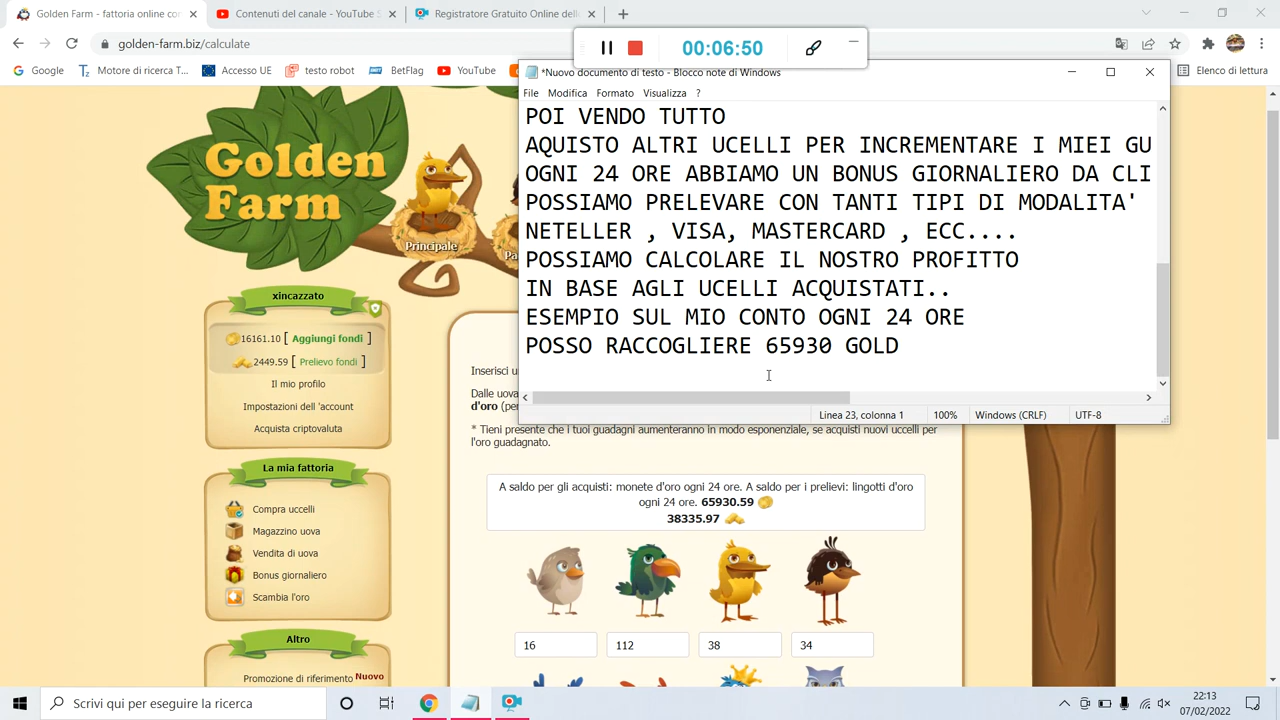 Golden Farm - fattoria online con
Contenuti del canale - YouTube S
Registratore Gratuito Online dell
golden-farm.biz/calculate
00:06:50
Google
Motore di ricerca T...
Accesso UE
testo robot
BetFlag
YouTube
Elenco di lettura
*Nuovo documento di testo - Blocco note di Windows
File Modifica Formato Visualizza ?
POI VENDO TUTTO
AQUISTO ALTRI UCELLI PER INCREMENTARE I MIEI GU
OGNI 24 ORE ABBIAMO UN BONUS GIORNALIERO DA CLI
POSSIAMO PRELEVARE CON TANTI TIPI DI MODALITA'
NETELLER , VISA, MASTERCARD , ECC....
POSSIAMO CALCOLARE IL NOSTRO PROFITTO
IN BASE AGLI UCELLI ACQUISTATI..
ESEMPIO SUL MIO CONTO OGNI 24 ORE
POSSO RACCOGLIERE 65930 GOLD
Linea 23, colonna 1 100% Windows (CRLF) UTF-8
Golden
Farm
Principale
Pa
xincazzato
16161.10 [ Aggiungi fondi ]
2449.59 [ Prelievo fondi ]
Il mio profilo
Impostazioni dell 'account
Acquista criptovaluta
La mia fattoria
Compra uccelli
Magazzino uova
Vendita di uova
Bonus giornaliero
Scambia l'oro
Altro
Promozione di riferimento Nuovo
Inserisci u
Dalle uova
d'oro (per
* Tieni presente che i tuoi guadagni aumenteranno in modo esponenziale, se acquisti nuovi uccelli per
l'oro guadagnato.
A saldo per gli acquisti: monete d'oro ogni 24 ore. A saldo per i prelievi: lingotti d'oro
ogni 24 ore. 65930.59
38335.97
16 112 38 34
Scrivi qui per eseguire la ricerca
22:13
07/02/2022